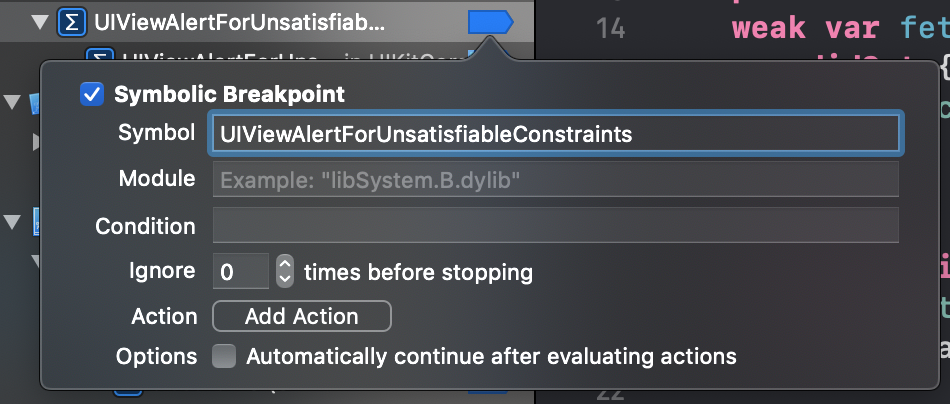 UIViewAlertForUnsatisfiab...
14
weak var fet
Symbolic Breakpoint
Symbol
UIViewAlertForUnsatisfiableConstraints
Module
Example: "libSystem.B.dylib"
Condition
Ignore
0
times before stopping
Action
Add Action
Options
Automatically continue after evaluating actions